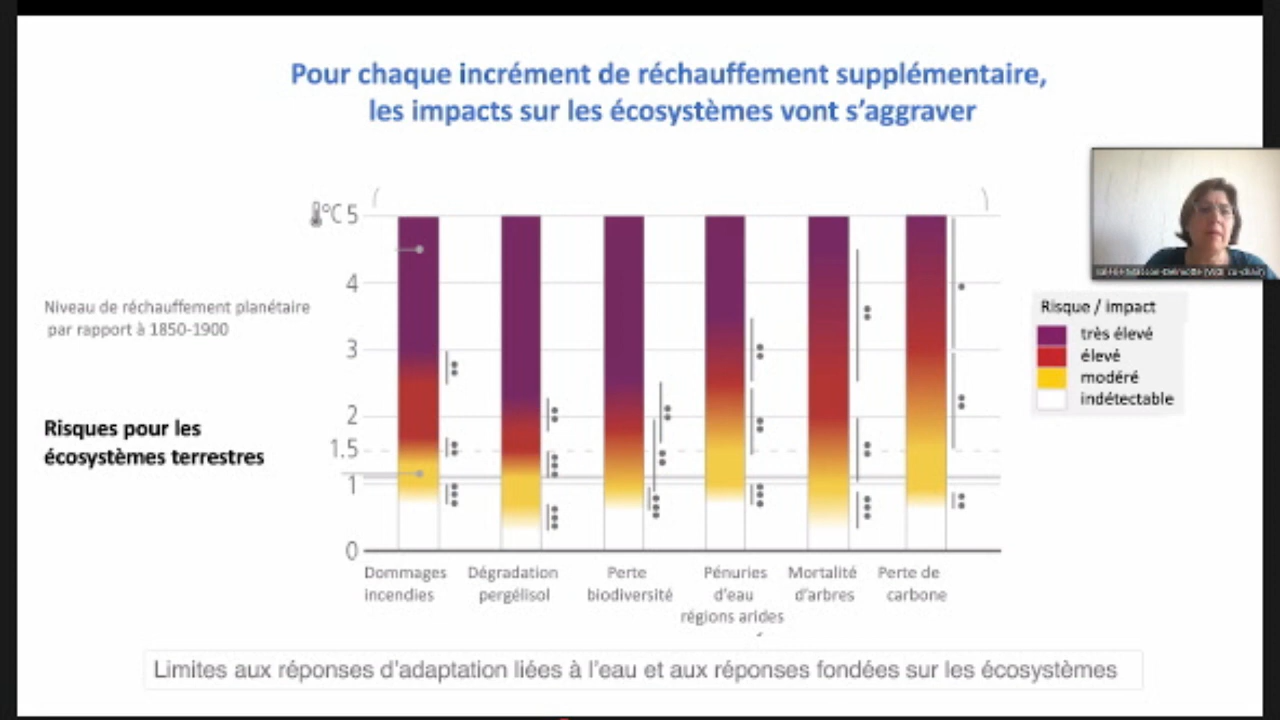 Pour chaque incrément de réchauffement supplémentaire,
les impacts sur les écosystèmes vont s'aggraver
°C 5
4
3
2
1.5
1
0
Niveau de réchauffement planétaire
par rapport à 1850-1900
Risques pour les
écosystèmes terrestres
Risque / impact
très élevé
élevé
modéré
indétectable
Dommages
incendies
Dégradation
pergélisol
Perte
biodiversité
Pénuries
d'eau
régions arides
Mortalité
d'arbres
Perte de
carbone
Limites aux réponses d'adaptation liées à l'eau et aux réponses fondées sur les écosystèmes